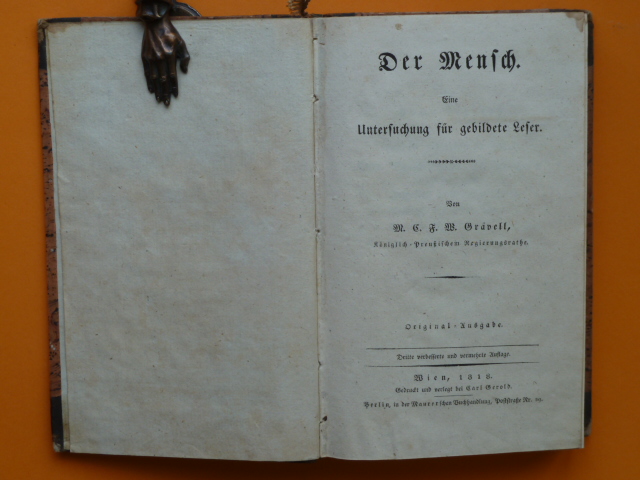 Der Mensch.
Eine
Untersuchung für gebildete Leser.
Von
M. C. F. W. Grävell,
Königlich-Preußischem Regierungsrathe.
Original-Ausgabe.
Dritte verbesserte und vermehrte Auflage.
Wien, 1818.
Gedruckt und verlegt bei Carl Gerold.
Berlin, in der Maurerschen Buchhandlung, Poststraße Nr. 29.